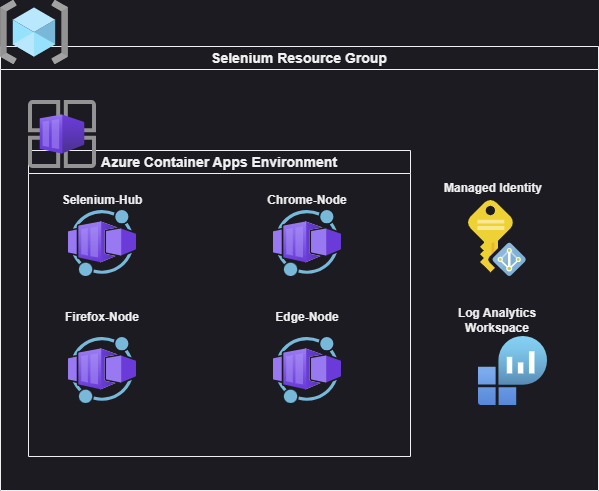 Selenium Resource Group
Azure Container Apps Environment
Selenium-Hub
Chrome-Node
Managed Identity
Firefox-Node
Edge-Node
Log Analytics
Workspace